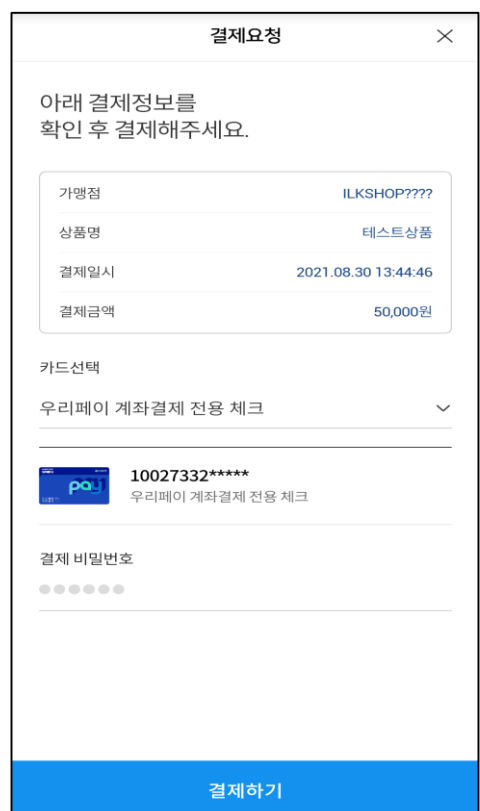 결제요청
아래 결제정보를
확인 후 결제해주세요.
가맹점 ILKSHOP????
상품명 테스트상품
결제일시 2021.08.30 13:44:46
결제금액 50,000원
카드선택
우리페이 계좌결제 전용 체크
pay
10027332*****
우리페이 계좌결제 전용 체크
결제 비밀번호
결제하기